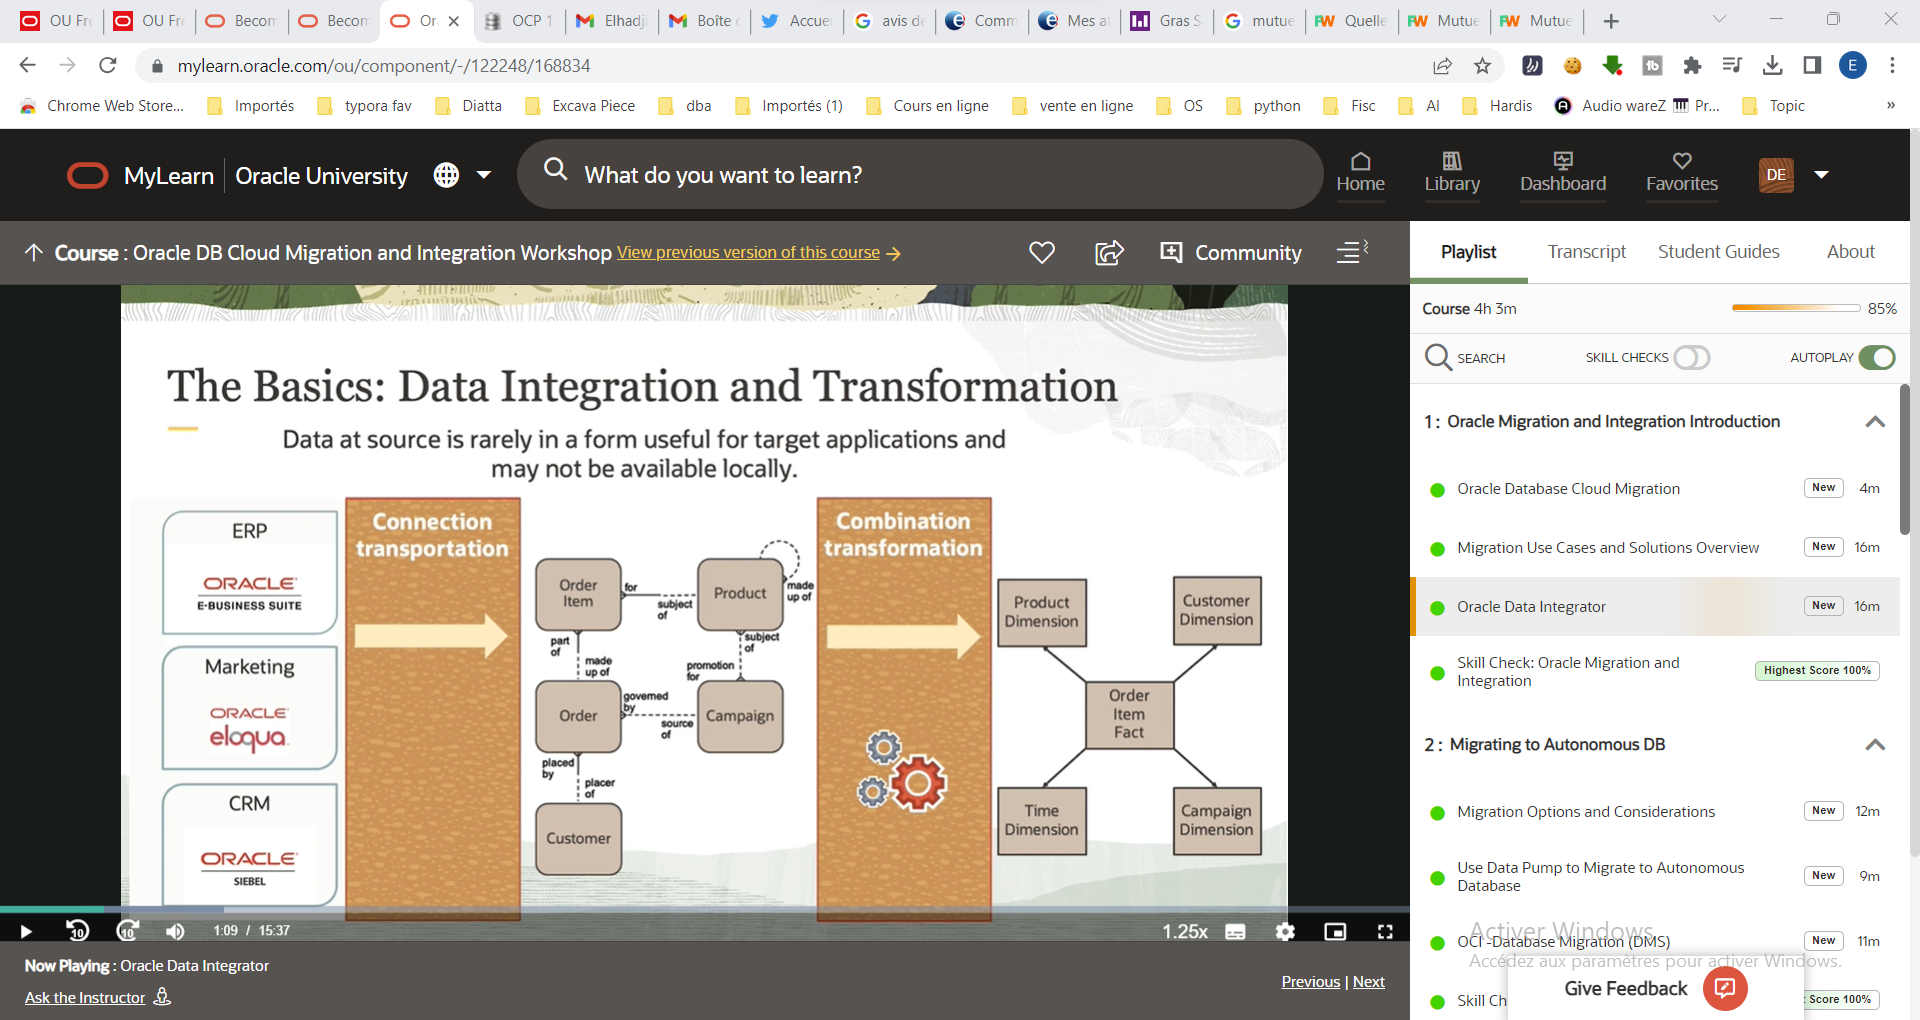 OU Fr
OU Fre
Becom
Becom
Or
OCP 1
Elhadj
Boîte
Accuei
avis de
Comm
Mes a
Gras S
mutue
Quelle
Mutue
Mutue
mylearn.oracle.com/ou/component/-/122248/168834
E
Chrome Web Store...
Importés
typora fav
Diatta
Excava Piece
dba
Importés (1)
Cours en ligne
vente en ligne
OS
python
Fisc
AI
Hardis
Audio wareZ
Pr...
Topic
»
MyLearn
Oracle University
What do you want to learn?
Home
Library
Dashboard
Favorites
DE
Course : Oracle DB Cloud Migration and Integration Workshop View previous version of this course →
Community
Playlist
Transcript
Student Guides
About
The Basics: Data Integration and Transformation
Data at source is rarely in a form useful for target applications and
may not be available locally.
ERP
ORACLE
E-BUSINESS SUITE
Marketing
ORACLE
eloqua
CRM
ORACLE
SIEBEL
Connection
transportation
Order
Item
for
subject
of
Product
made
up of
part
of
made
up of
subject
of
promotion
for
Order
governed
by
source
of
Campaign
placed
by
placer
of
Customer
Combination
transformation
Product
Dimension
Customer
Dimension
Order
Item
Fact
Time
Dimension
Campaign
Dimension
10
10
1:09 / 15:37
1.25x
Now Playing : Oracle Data Integrator
Ask the Instructor
Previous | Next
Course 4h 3m
85%
SEARCH
SKILL CHECKS
AUTOPLAY
1 : Oracle Migration and Integration Introduction
Oracle Database Cloud Migration
New
4m
Migration Use Cases and Solutions Overview
New
16m
Oracle Data Integrator
New
16m
Skill Check: Oracle Migration and
Integration
Highest Score 100%
2 : Migrating to Autonomous DB
Migration Options and Considerations
New
12m
Use Data Pump to Migrate to Autonomous
Database
New
9m
Activer Windows
OCI -Database Migration (DMS)
New
11m
Accédez aux paramètres pour activer Windows.
Give Feedback
Skill Ch
Score 100%